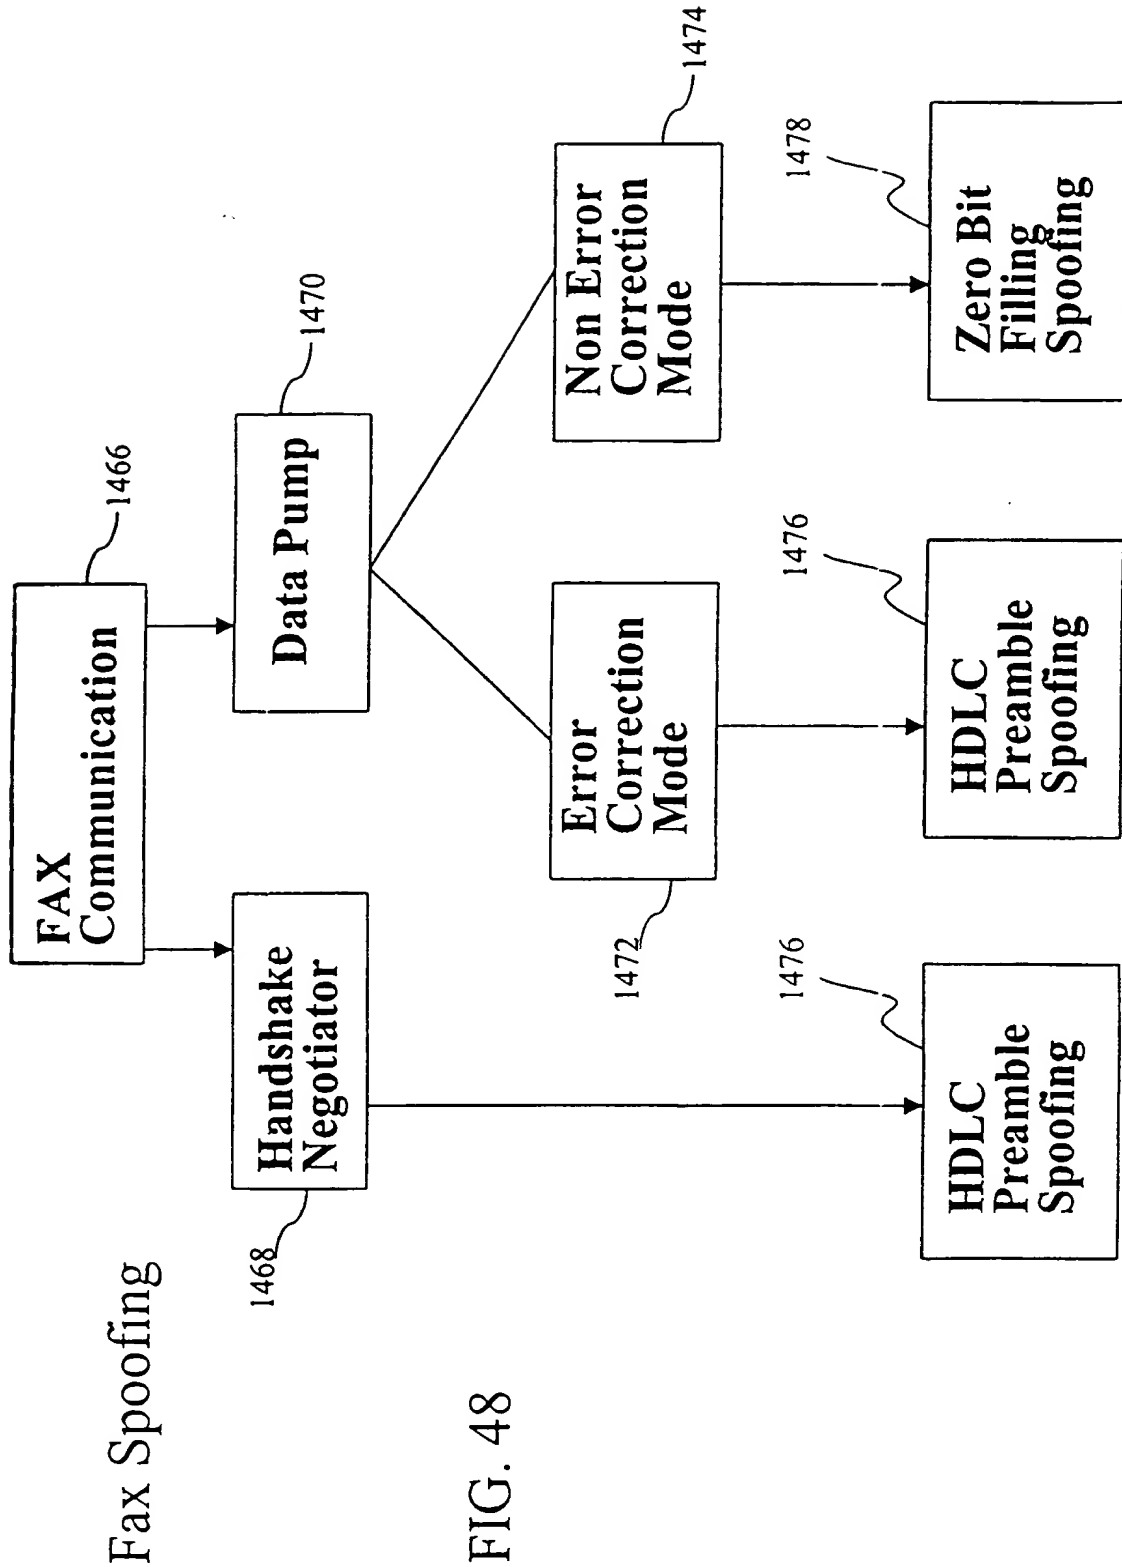 Fax Spoofing
FAX
Communication
1466
Handshake
Negotiator
1468
Data Pump
1470
Error
Correction
Mode
1472
Non Error
Correction
Mode
1474
HDLC
Preamble
Spoofing
1476
HDLC
Preamble
Spoofing
1476
Zero Bit
Filling
Spoofing
1478
FIG. 48